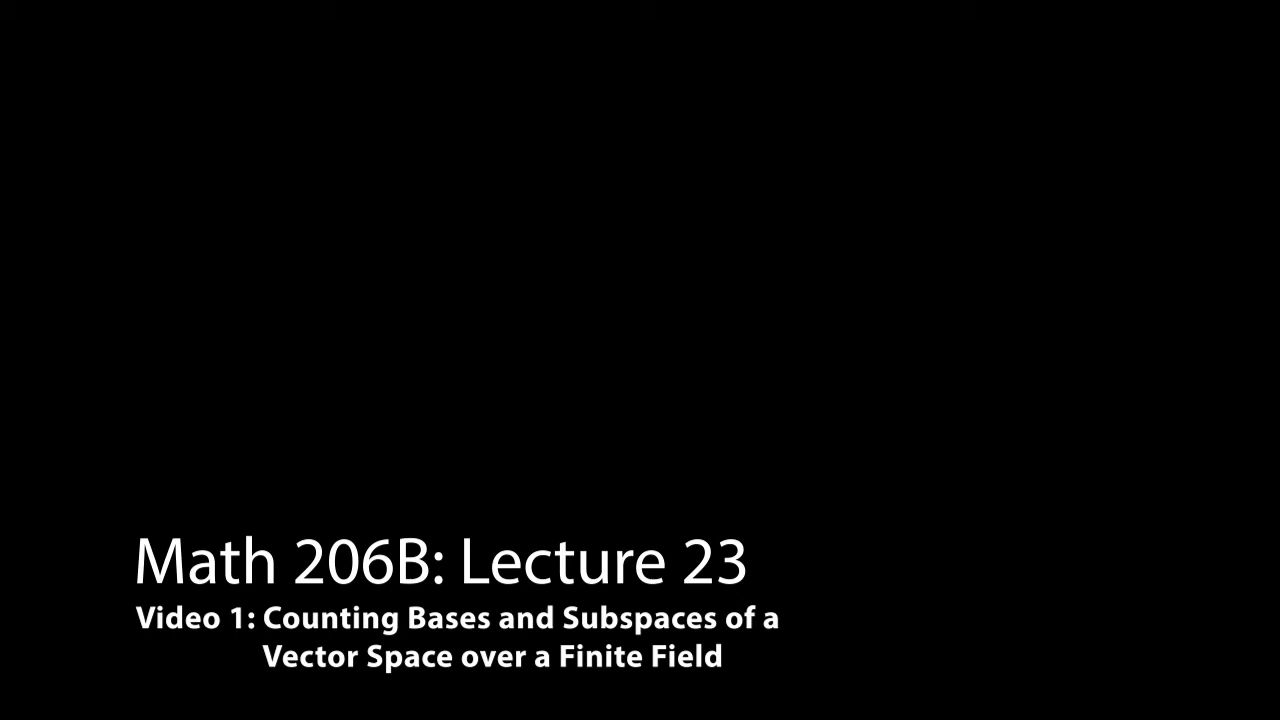 Math 206B: Lecture 23
Video 1: Counting Bases and Subspaces of a
Vector Space over a Finite Field